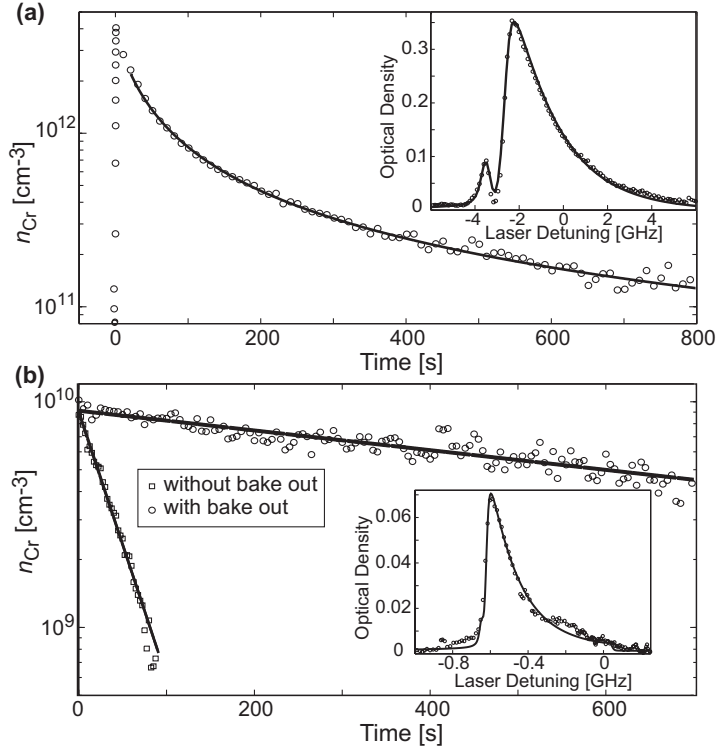 (a)
n_Cr [cm-3]
10^12
10^11
0
200
400
600
800
Time [s]
Optical Density
0.3
0.2
0.1
0
-4
-2
0
2
4
Laser Detuning [GHz]
(b)
n_Cr [cm-3]
10^10
10^9
0
200
400
600
Time [s]
without bake out
with bake out
Optical Density
0.06
0.04
0.02
0
-0.8
-0.4
0
Laser Detuning [GHz]